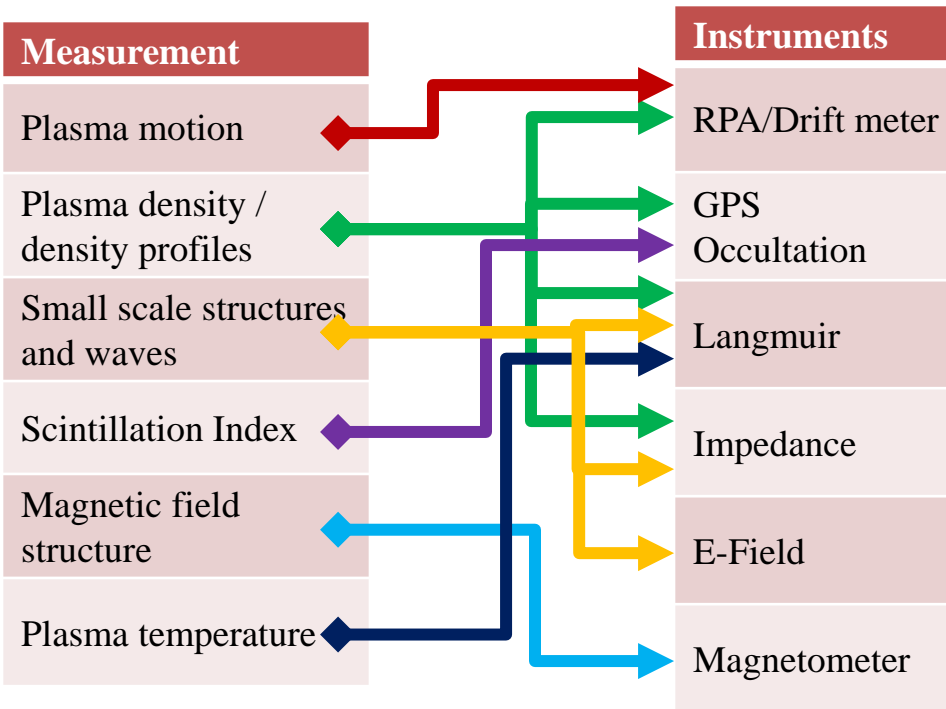 Measurement
Plasma motion
Plasma density /
density profiles
Small scale structures
and waves
Scintillation Index
Magnetic field
structure
Plasma temperature
Instruments
RPA/Drift meter
GPS
Occultation
Langmuir
Impedance
E-Field
Magnetometer